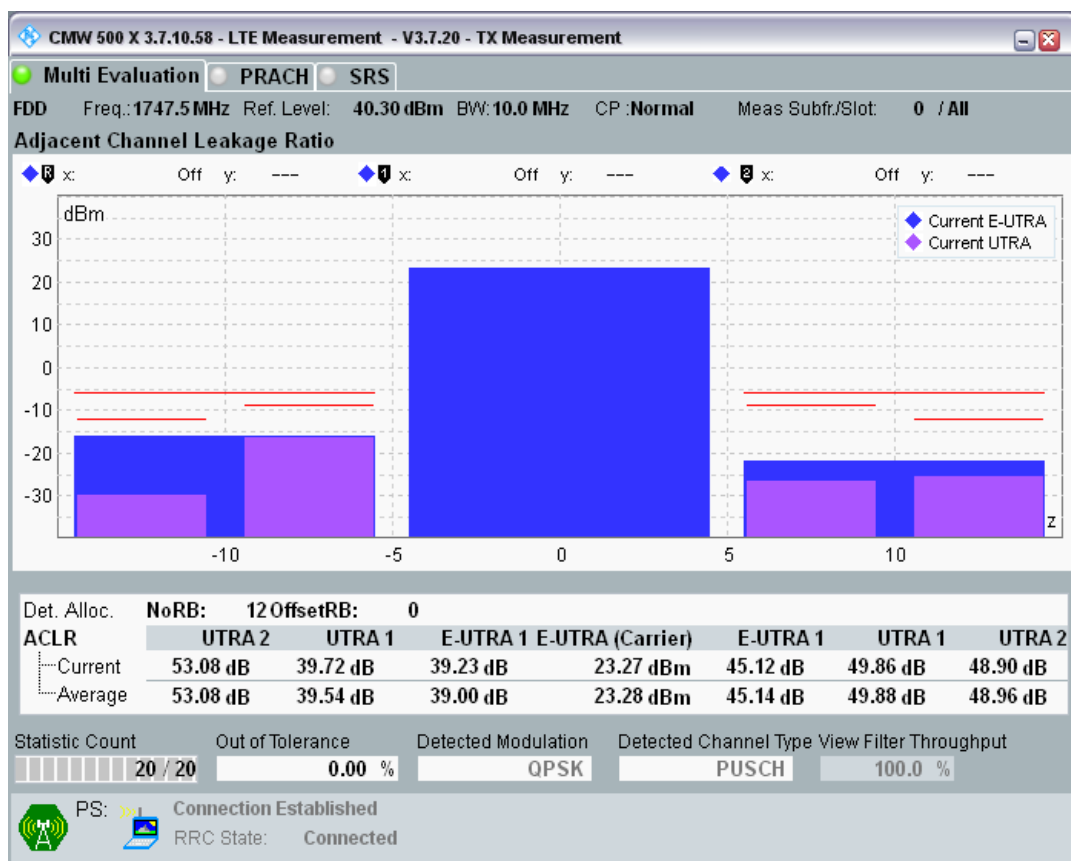 CMW 500 X 3.7.10.58 - LTE Measurement - V3.7.20 - TX Measurement
Multi Evaluation PRACH SRS
FDD Freq.: 1747.5 MHz Ref. Level: 40.30 dBm BW: 10.0 MHz CP : Normal Meas Subfr./Slot: 0 / All
Adjacent Channel Leakage Ratio
R x: Off y: --- 1 x: Off y: --- 2 x: Off y: ---
dBm
Current E-UTRA
Current UTRA
30
20
10
0
-10
-20
-30
z
-10 -5 0 5 10
Det. Alloc. NoRB: 12 OffsetRB: 0
ACLR UTRA 2 UTRA 1 E-UTRA 1 E-UTRA (Carrier) E-UTRA 1 UTRA 1 UTRA 2
Current 53.08 dB 39.72 dB 39.23 dB 23.27 dBm 45.12 dB 49.86 dB 48.90 dB
Average 53.08 dB 39.54 dB 39.00 dB 23.28 dBm 45.14 dB 49.88 dB 48.96 dB
Statistic Count Out of Tolerance Detected Modulation Detected Channel Type View Filter Throughput
20 / 20 0.00 % QPSK PUSCH 100.0 %
PS: Connection Established
RRC State: Connected